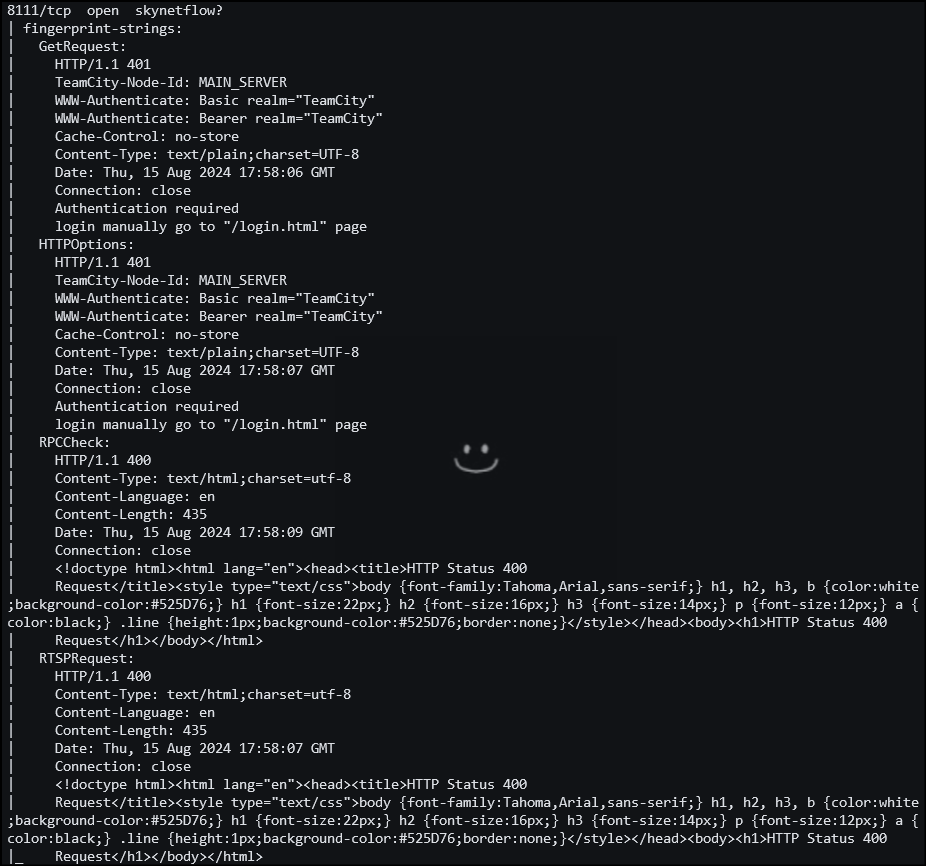 8111/tcp  open  skynetflow?
| fingerprint-strings:
|   GetRequest:
|     HTTP/1.1 401
|     TeamCity-Node-Id: MAIN_SERVER
|     WWW-Authenticate: Basic realm="TeamCity"
|     WWW-Authenticate: Bearer realm="TeamCity"
|     Cache-Control: no-store
|     Content-Type: text/plain;charset=UTF-8
|     Date: Thu, 15 Aug 2024 17:58:06 GMT
|     Connection: close
|     Authentication required
|     login manually go to "/login.html" page
|   HTTPOptions:
|     HTTP/1.1 401
|     TeamCity-Node-Id: MAIN_SERVER
|     WWW-Authenticate: Basic realm="TeamCity"
|     WWW-Authenticate: Bearer realm="TeamCity"
|     Cache-Control: no-store
|     Content-Type: text/plain;charset=UTF-8
|     Date: Thu, 15 Aug 2024 17:58:07 GMT
|     Connection: close
|     Authentication required
|     login manually go to "/login.html" page
|   RPCCheck:
|     HTTP/1.1 400
|     Content-Type: text/html;charset=utf-8
|     Content-Language: en
|     Content-Length: 435
|     Date: Thu, 15 Aug 2024 17:58:09 GMT
|     Connection: close
|     <!doctype html><html lang="en"><head><title>HTTP Status 400
|     Request</title><style type="text/css">body {font-family:Tahoma,Arial,sans-serif;} h1, h2, h3, b {color:white
;background-color:#525D76;} h1 {font-size:22px;} h2 {font-size:16px;} h3 {font-size:14px;} p {font-size:12px;} a {
color:black;} .line {height:1px;background-color:#525D76;border:none;}</style></head><body><h1>HTTP Status 400
|     Request</h1></body></html>
|   RTSPRequest:
|     HTTP/1.1 400
|     Content-Type: text/html;charset=utf-8
|     Content-Language: en
|     Content-Length: 435
|     Date: Thu, 15 Aug 2024 17:58:07 GMT
|     Connection: close
|     <!doctype html><html lang="en"><head><title>HTTP Status 400
|     Request</title><style type="text/css">body {font-family:Tahoma,Arial,sans-serif;} h1, h2, h3, b {color:white
;background-color:#525D76;} h1 {font-size:22px;} h2 {font-size:16px;} h3 {font-size:14px;} p {font-size:12px;} a {
color:black;} .line {height:1px;background-color:#525D76;border:none;}</style></head><body><h1>HTTP Status 400
|_    Request</h1></body></html>